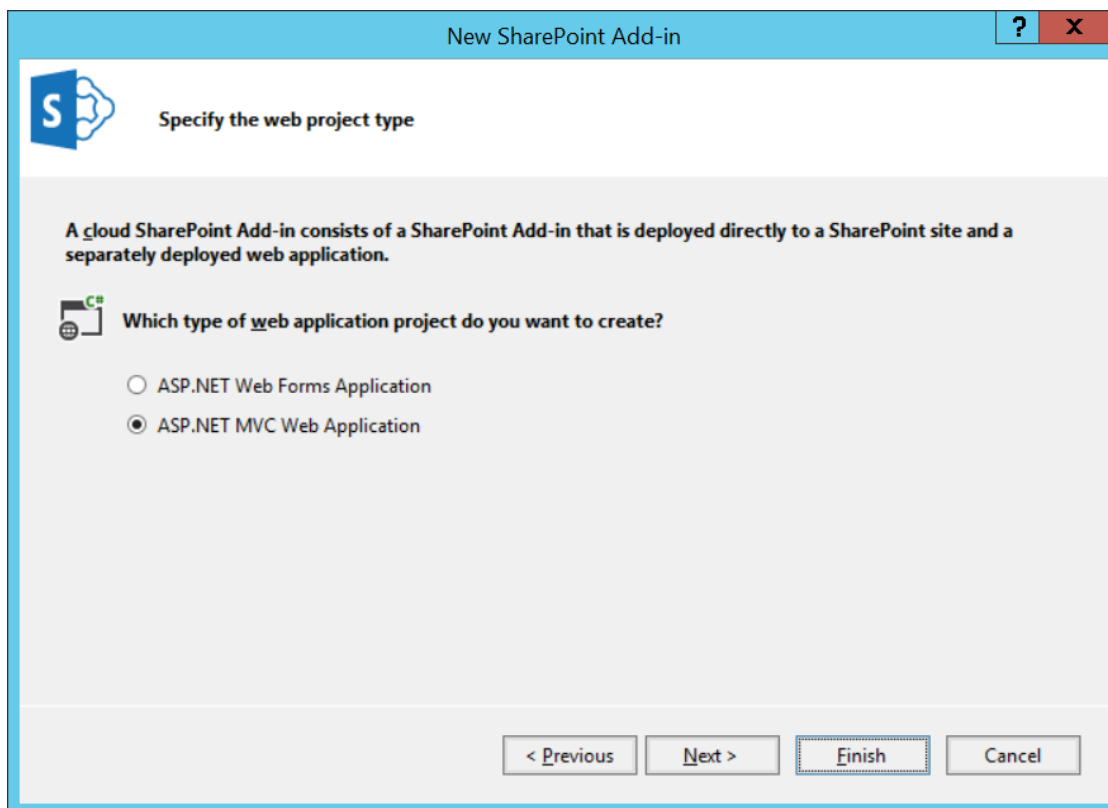 New SharePoint Add-in
?
X
S
Specify the web project type
A cloud SharePoint Add-in consists of a SharePoint Add-in that is deployed directly to a SharePoint site and a
separately deployed web application.
C#
Which type of web application project do you want to create?
ASP.NET Web Forms Application
ASP.NET MVC Web Application
< Previous
Next >
Finish
Cancel